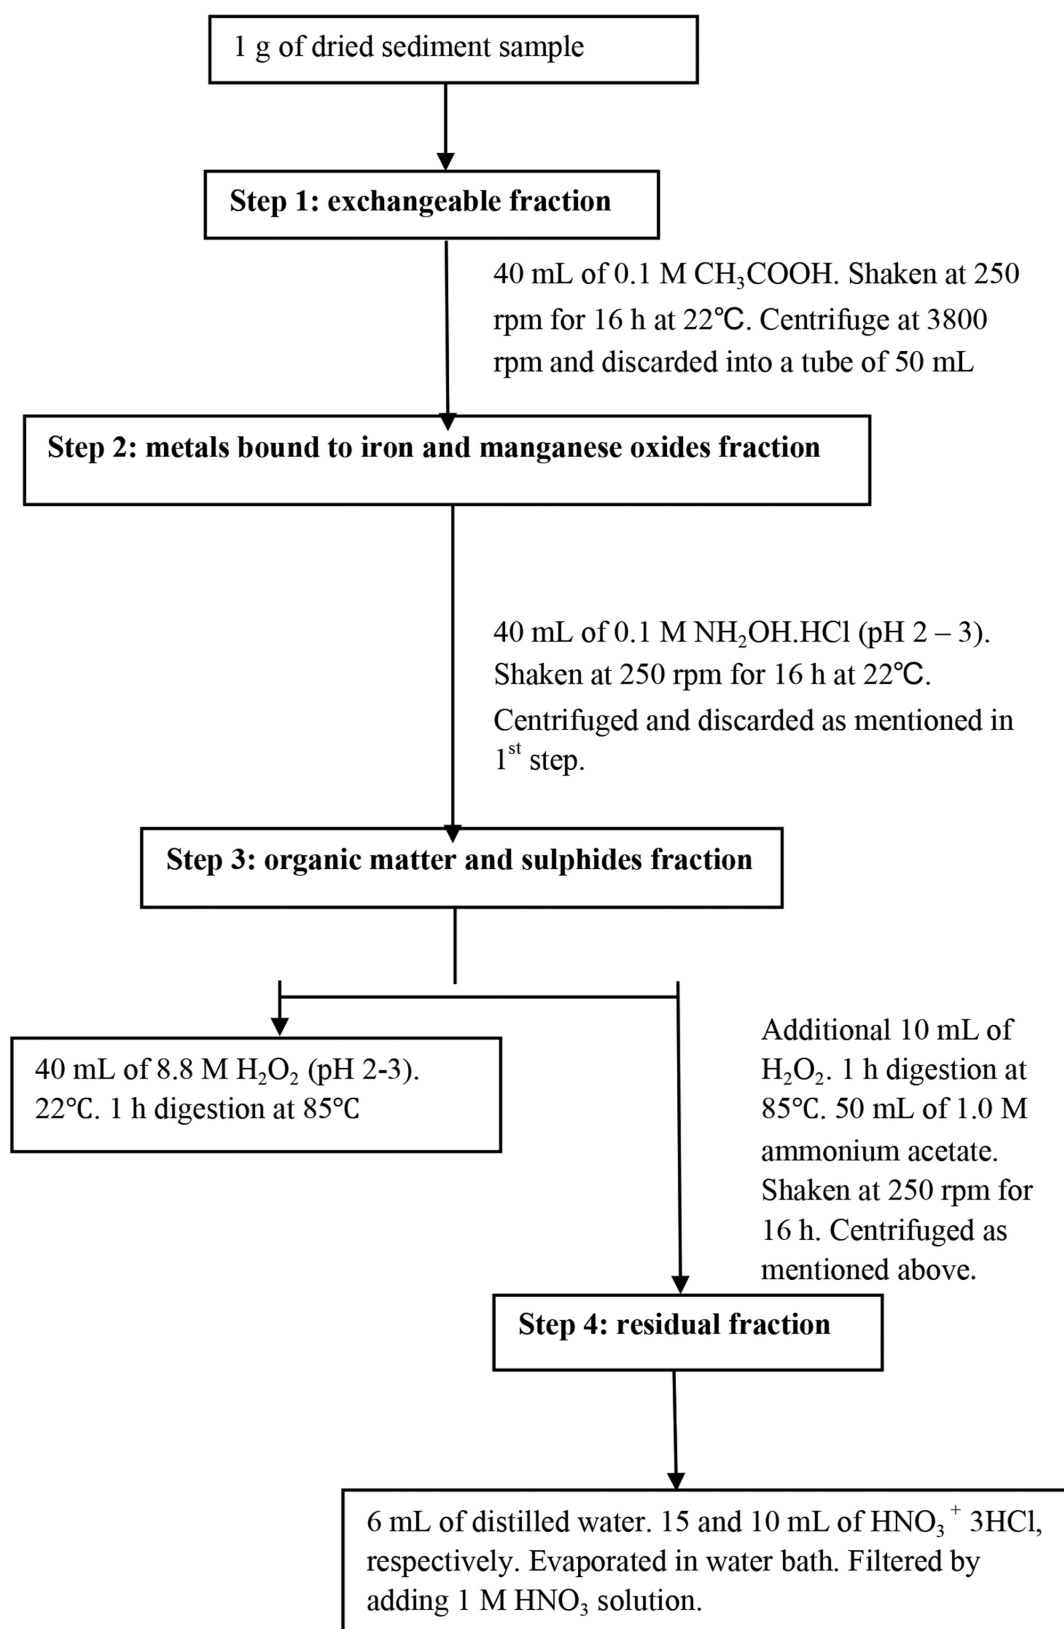 1 g of dried sediment sample
Step 1: exchangeable fraction
40 mL of 0.1 M CH₃COOH. Shaken at 250
rpm for 16 h at 22℃. Centrifuge at 3800
rpm and discarded into a tube of 50 mL
Step 2: metals bound to iron and manganese oxides fraction
40 mL of 0.1 M NH₂OH.HCl (pH 2 – 3).
Shaken at 250 rpm for 16 h at 22℃.
Centrifuged and discarded as mentioned in
1ˢᵗ step.
Step 3: organic matter and sulphides fraction
40 mL of 8.8 M H₂O₂ (pH 2-3).
22℃. 1 h digestion at 85℃
Additional 10 mL of
H₂O₂. 1 h digestion at
85℃. 50 mL of 1.0 M
ammonium acetate.
Shaken at 250 rpm for
16 h. Centrifuged as
mentioned above.
Step 4: residual fraction
6 mL of distilled water. 15 and 10 mL of HNO₃⁺ 3HCl,
respectively. Evaporated in water bath. Filtered by
adding 1 M HNO₃ solution.